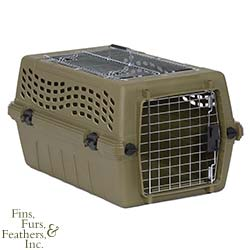 Fins,
Furs,
Feathers,
& Inc.